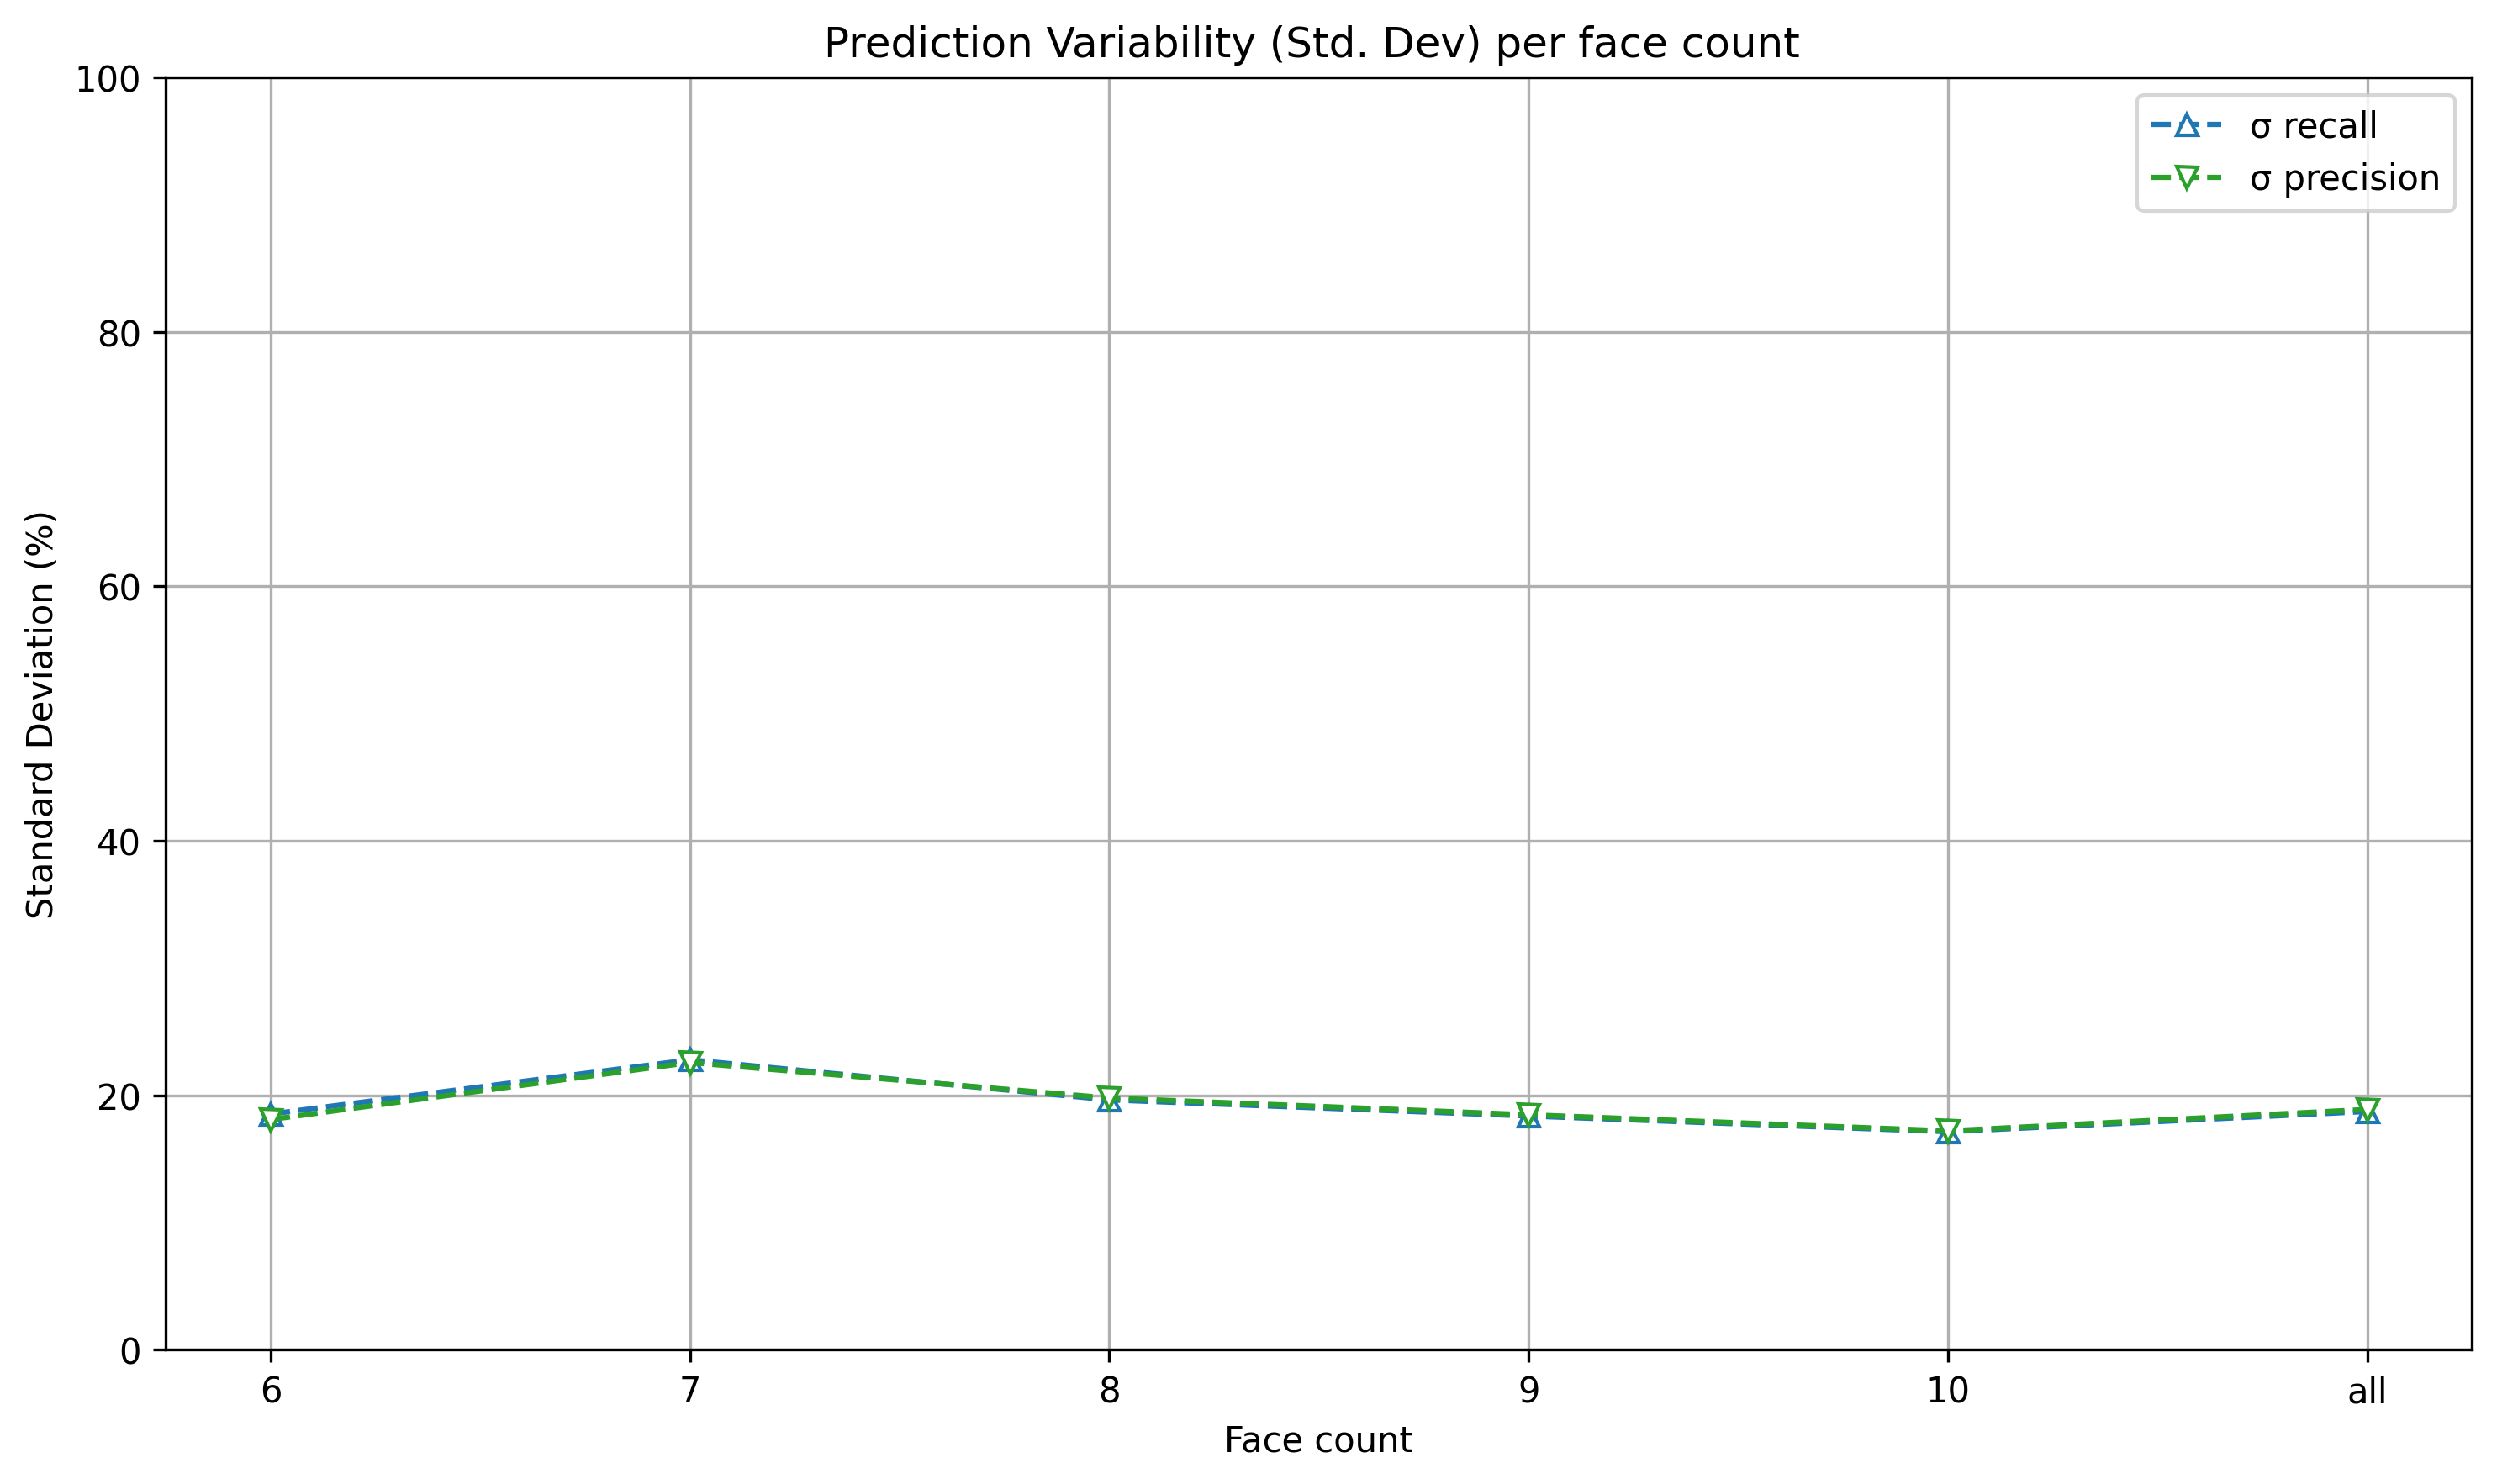 Prediction Variability (Std. Dev) per face count
100
80
60
40
20
0
Standard Deviation (%)
σ recall
σ precision
6 7 8 9 10 all
Face count